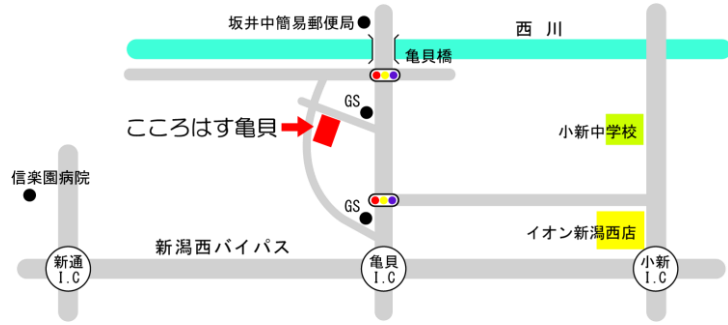 坂井中簡易郵便局
西川
亀貝橋
GS
こころはす亀貝
小新中学校
信楽園病院
GS
イオン新潟西店
新潟西バイパス
新通
I.C
亀貝
I.C
小新
I.C